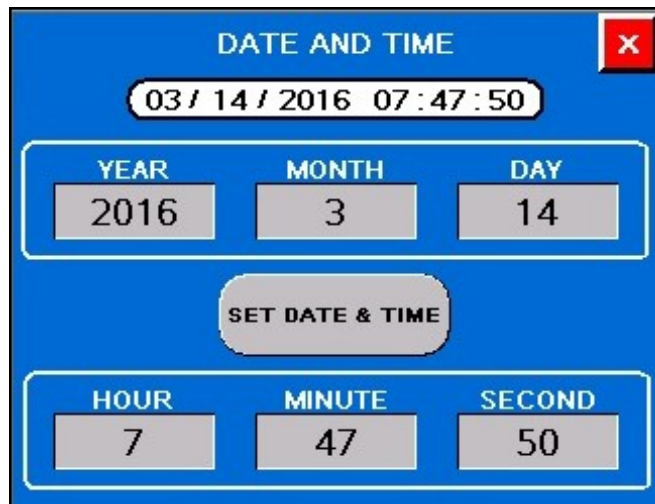 DATE AND TIME X
03 / 14 / 2016 07 : 47 : 50
YEAR MONTH DAY
2016 3 14
SET DATE & TIME
HOUR MINUTE SECOND
7 47 50